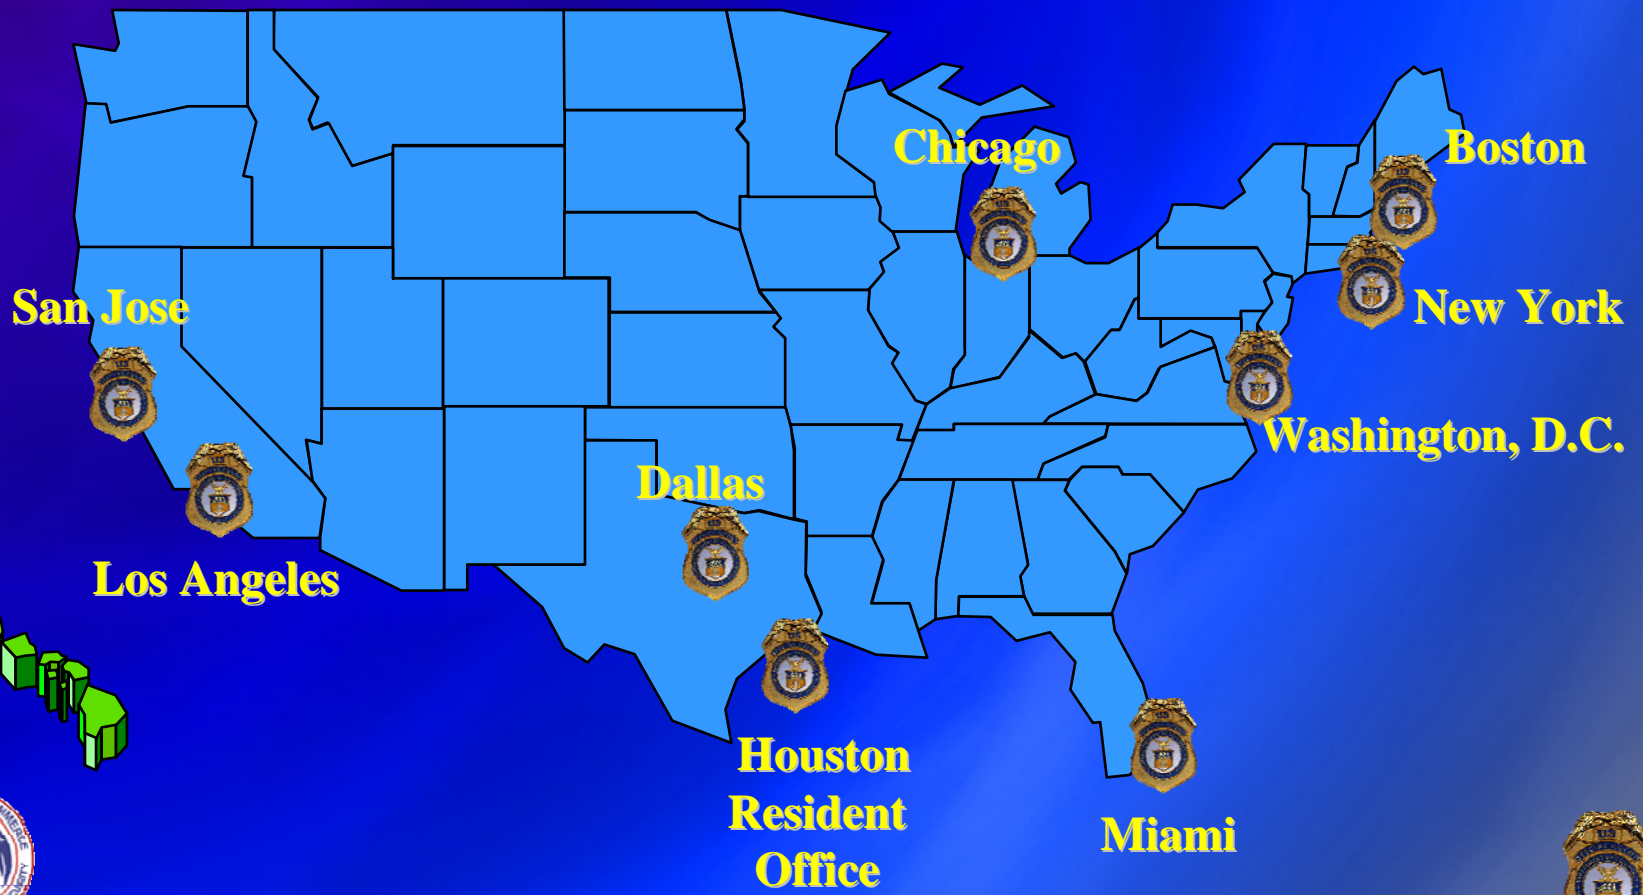 Chicago
Boston
San Jose
New York
Washington, D.C.
Dallas
Los Angeles
Houston
Resident
Office
Miami